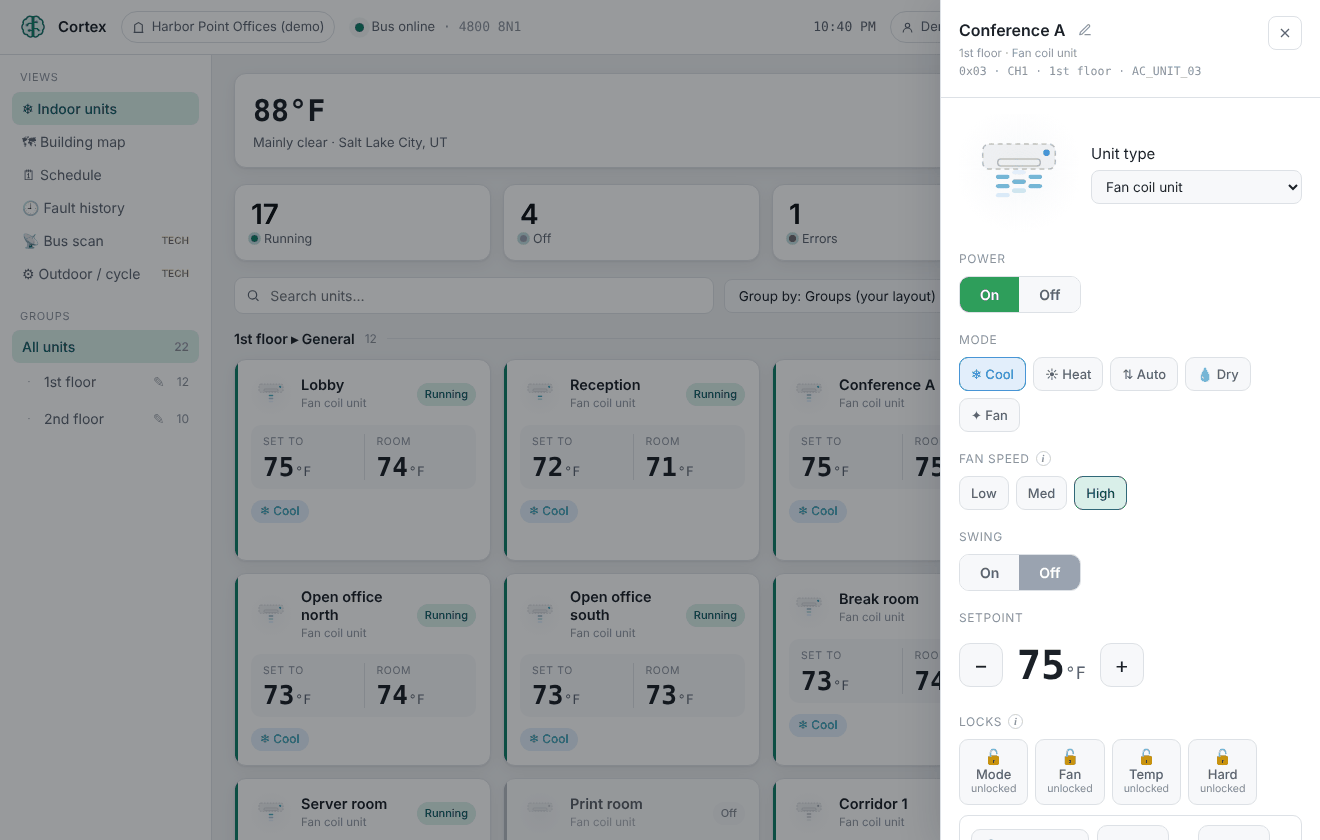 Cortex
Harbor Point Offices (demo)
Bus online · 4800 8N1
10:40 PM
VIEWS
Indoor units
Building map
Schedule
Fault history
Bus scan TECH
Outdoor / cycle TECH
GROUPS
All units 22
1st floor 12
2nd floor 10
88°F
Mainly clear · Salt Lake City, UT
17
Running
4
Off
1
Errors
Search units...
Group by: Groups (your layout)
1st floor ▸ General 12
Lobby
Fan coil unit
Running
SET TO ROOM
75°F 74°F
❄ Cool
Reception
Fan coil unit
Running
SET TO ROOM
72°F 71°F
❄ Cool
Conference A
Fan coil unit
SET TO
75°F 75
❄ Cool
Open office north
Fan coil unit
Running
SET TO ROOM
73°F 74°F
❄ Cool
Open office south
Fan coil unit
Running
SET TO ROOM
73°F 73°F
❄ Cool
Break room
Fan coil unit
SET TO
73°F 74
❄ Cool
Server room
Fan coil unit
Running
Print room
Fan coil unit
Off
Corridor 1
Fan coil unit
Conference A
1st floor · Fan coil unit
0x03 · CH1 · 1st floor · AC_UNIT_03
Unit type
Fan coil unit
POWER
On Off
MODE
❄ Cool ☀ Heat ⇅ Auto 💧 Dry
✦ Fan
FAN SPEED i
Low Med High
SWING
On Off
SETPOINT
− 75°F +
LOCKS i
Mode Fan Temp Hard
unlocked unlocked unlocked unlocked